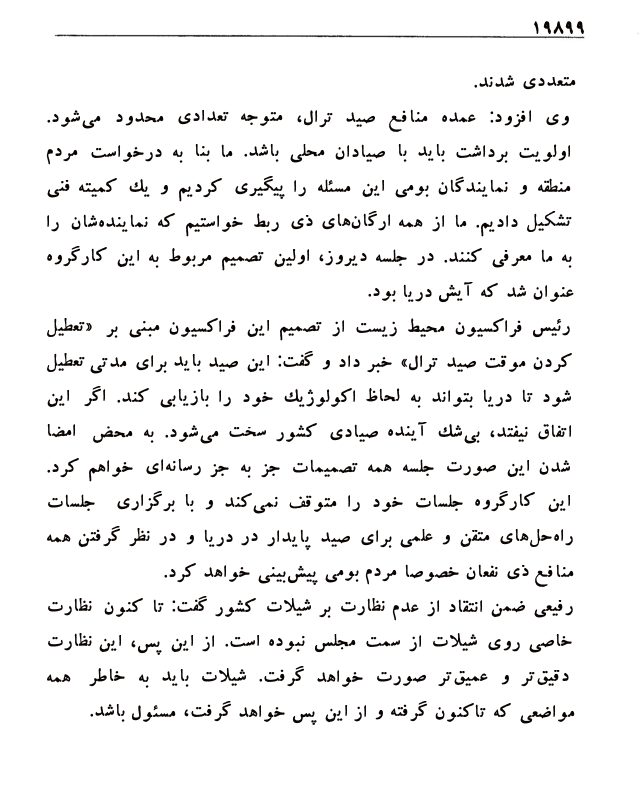 ۱۹۸۹۹
متعددی شدند.
وی افزود: عمده منافع صید ترال، متوجه تعدادی محدود می‌شود.
اولویت برداشت باید با صیادان محلی باشد. ما بنا به درخواست مردم
منطقه و نمایندگان بومی این مسئله را پیگیری کردیم و یك کمیته فنی
تشکیل دادیم. ما از همه ارگان‌های ذی ربط خواستیم که نماینده‌شان را
به ما معرفی کنند. در جلسه دیروز، اولین تصمیم مربوط به این کارگروه
عنوان شد که آیش دریا بود.
رئیس فراکسیون محیط زیست از تصمیم این فراکسیون مبنی بر «تعطیل
کردن موقت صید ترال» خبر داد و گفت: این صید باید برای مدتی تعطیل
شود تا دریا بتواند به لحاظ اکولوژیك خود را بازیابی کند. اگر این
اتفاق نیفتد، بی‌شك آینده صیادی کشور سخت می‌شود. به محض امضا
شدن این صورت جلسه همه تصمیمات جز به جز رسانه‌ای خواهم کرد.
این کارگروه جلسات خود را متوقف نمی‌کند و با برگزاری جلسات
راه‌حل‌های متقن و علمی برای صید پایدار در دریا و در نظر گرفتن همه
منافع ذی نفعان خصوصا مردم بومی پیش‌بینی خواهد کرد.
رفیعی ضمن انتقاد از عدم نظارت بر شیلات کشور گفت: تا کنون نظارت
خاصی روی شیلات از سمت مجلس نبوده است. از این پس، این نظارت
دقیق‌تر و عمیق‌تر صورت خواهد گرفت. شیلات باید به خاطر همه
مواضعی که تاکنون گرفته و از این پس خواهد گرفت، مسئول باشد.